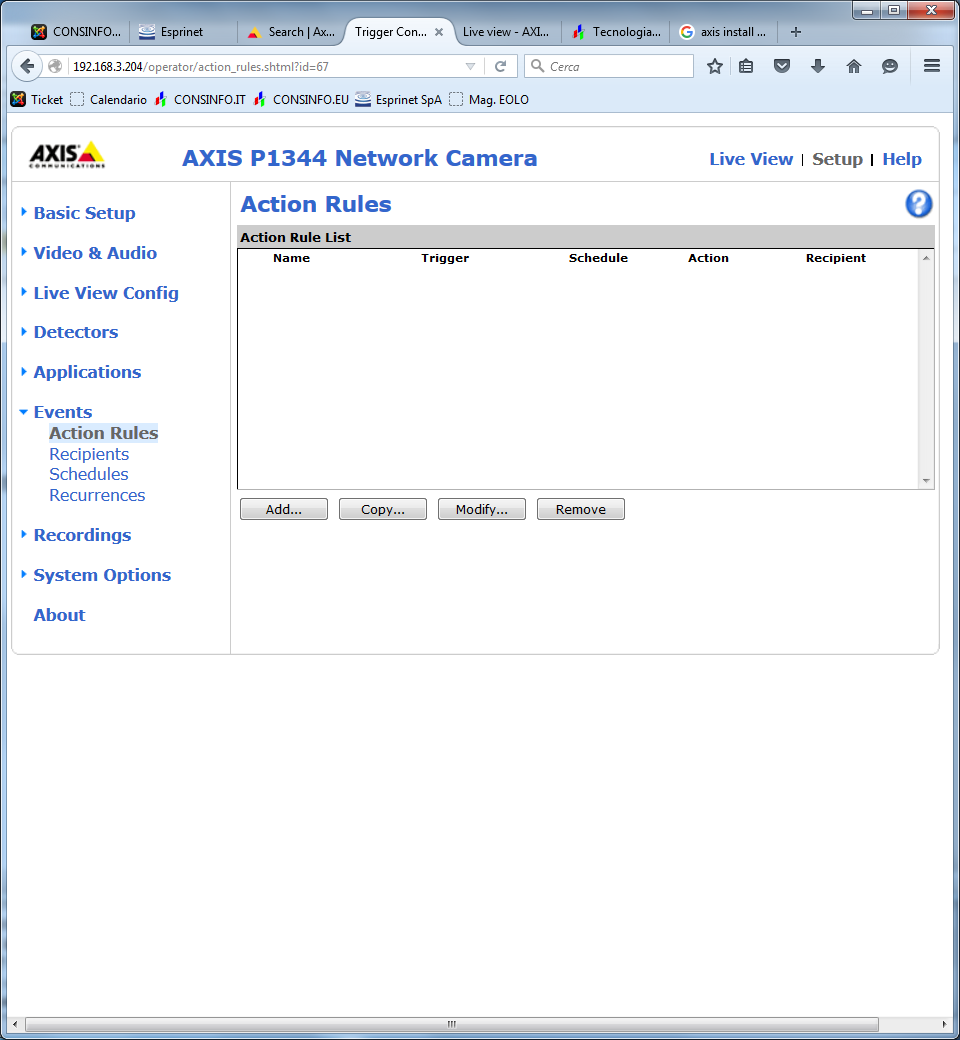 CONSINFO... Esprinet Search | Ax... Trigger Con... Live view - AXI... Tecnologia... axis install ...
192.168.3.204/operator/action_rules.shtml?id=67 Cerca
Ticket Calendario CONSINFO.IT CONSINFO.EU Esprinet SpA Mag. EOLO
AXIS
COMMUNICATIONS
AXIS P1344 Network Camera
Live View | Setup | Help
Basic Setup
Video & Audio
Live View Config
Detectors
Applications
Events
Action Rules
Recipients
Schedules
Recurrences
Recordings
System Options
About
Action Rules
?
Action Rule List
Name Trigger Schedule Action Recipient
Add... Copy... Modify... Remove